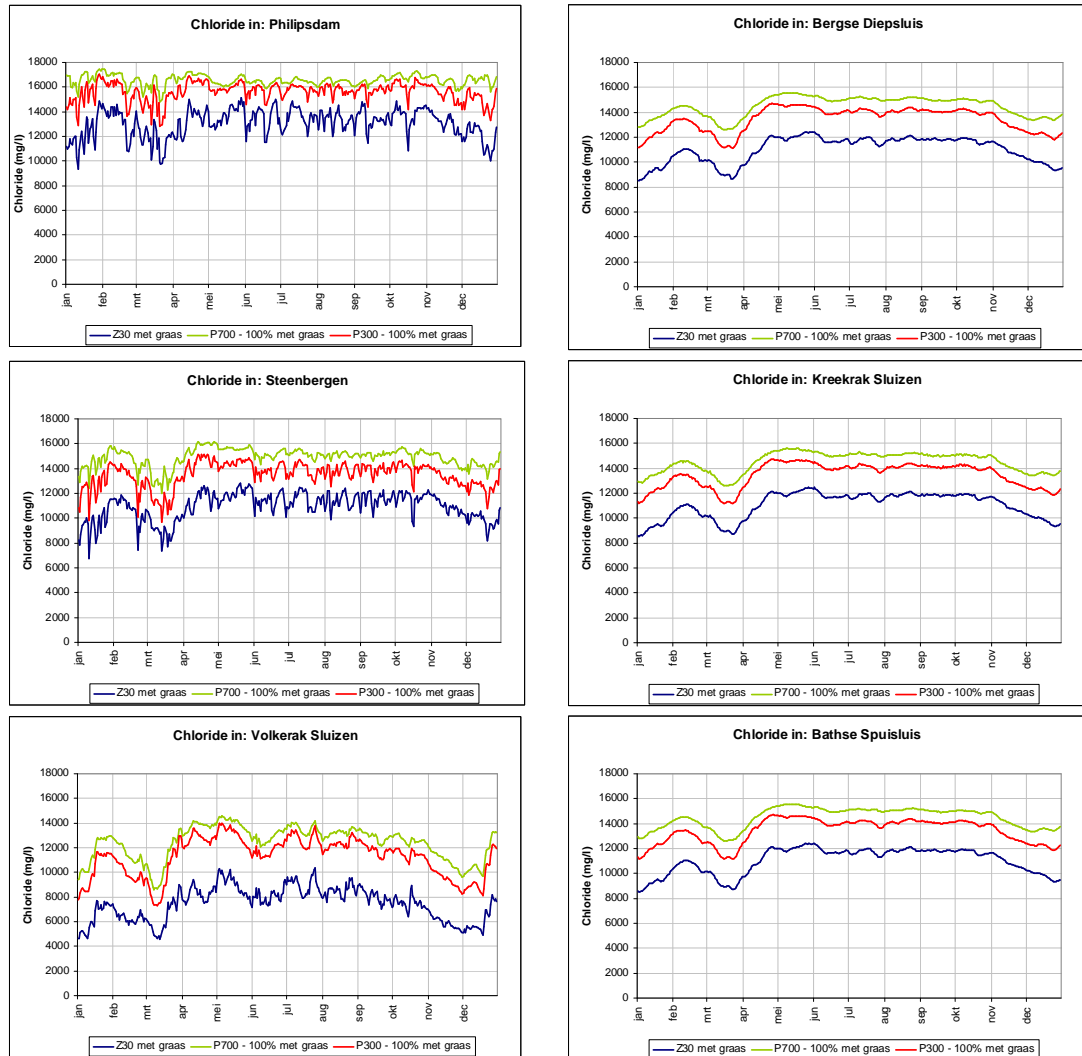 Chloride in: Philipsdam
Chloride (mg/l)
18000
16000
14000
12000
10000
8000
6000
4000
2000
0
jan feb mrt apr mei jun jul aug sep okt nov dec
Z30 met graas P700 - 100% met graas P300 - 100% met graas
Chloride in: Bergse Diepsluis
Chloride (mg/l)
18000
16000
14000
12000
10000
8000
6000
4000
2000
0
jan feb mrt apr mei jun jul aug sep okt nov dec
Z30 met graas P700 - 100% met graas P300 - 100% met graas
Chloride in: Steenbergen
Chloride (mg/l)
18000
16000
14000
12000
10000
8000
6000
4000
2000
0
jan feb mrt apr mei jun jul aug sep okt nov dec
Z30 met graas P700 - 100% met graas P300 - 100% met graas
Chloride in: Kreekrak Sluizen
Chloride (mg/l)
18000
16000
14000
12000
10000
8000
6000
4000
2000
0
jan feb mrt apr mei jun jul aug sep okt nov dec
Z30 met graas P700 - 100% met graas P300 - 100% met graas
Chloride in: Volkerak Sluizen
Chloride (mg/l)
18000
16000
14000
12000
10000
8000
6000
4000
2000
0
jan feb mrt apr mei jun jul aug sep okt nov dec
Z30 met graas P700 - 100% met graas P300 - 100% met graas
Chloride in: Bathse Spuisluis
Chloride (mg/l)
18000
16000
14000
12000
10000
8000
6000
4000
2000
0
jan feb mrt apr mei jun jul aug sep okt nov dec
Z30 met graas P700 - 100% met graas P300 - 100% met graas